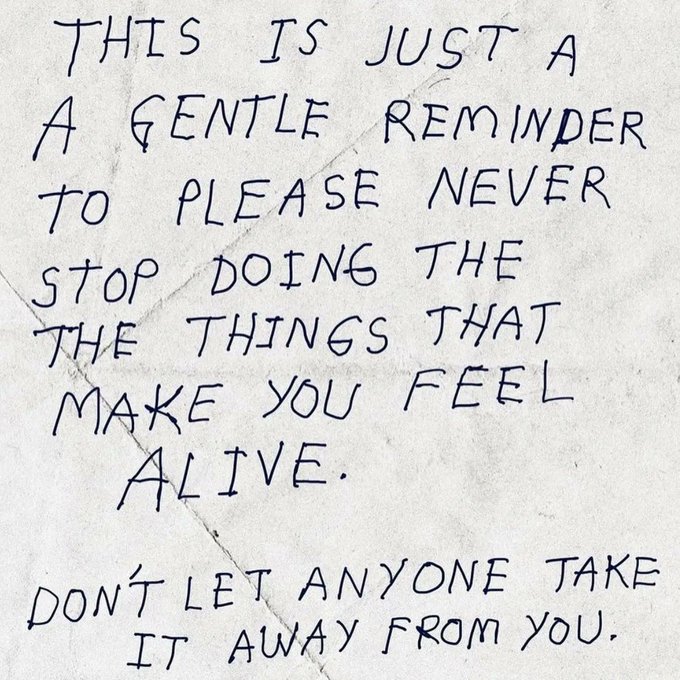 THIS IS JUST A
A GENTLE REMINDER
TO PLEASE NEVER
STOP DOING THE
THE THINGS THAT
MAKE YOU FEEL
ALIVE.
DON'T LET ANYONE TAKE
IT AWAY FROM YOU.